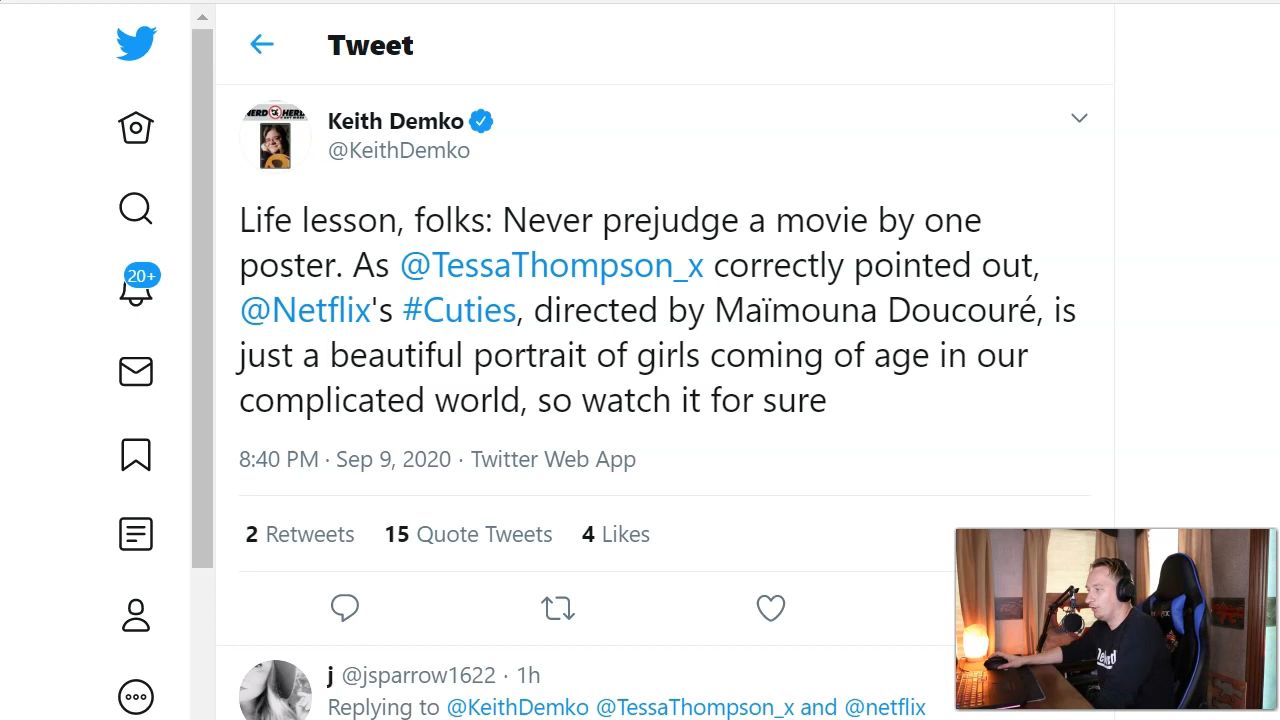 Tweet
Keith Demko
@KeithDemko
Life lesson, folks: Never prejudge a movie by one
poster. As @TessaThompson_x correctly pointed out,
@Netflix's #Cuties, directed by Maïmouna Doucouré, is
just a beautiful portrait of girls coming of age in our
complicated world, so watch it for sure
8:40 PM · Sep 9, 2020 · Twitter Web App
20+
2 Retweets 15 Quote Tweets 4 Likes
j @jsparrow1622 · 1h
Replying to @KeithDemko @TessaThompson_x and @netflix